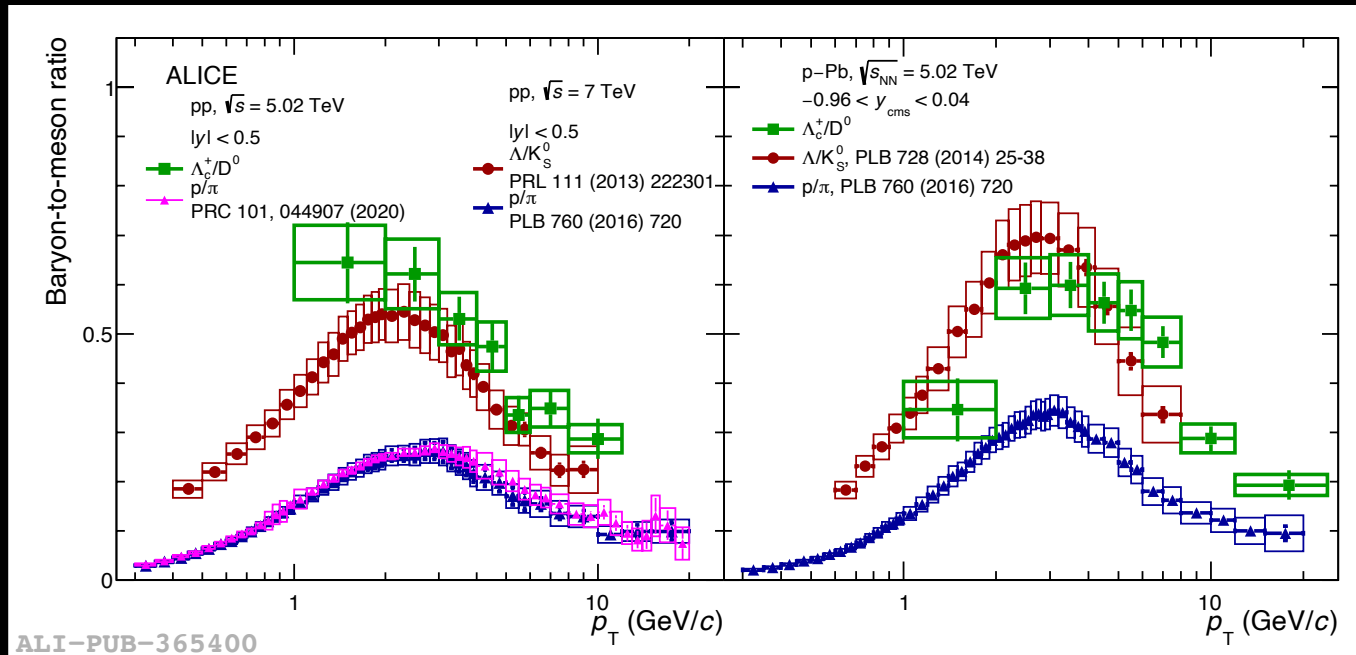 Baryon-to-meson ratio
1
0.5
0
ALICE
pp, √s = 5.02 TeV
|y| < 0.5
Λc+/D0
p/π
PRC 101, 044907 (2020)
pp, √s = 7 TeV
|y| < 0.5
Λ/K0S
PRL 111 (2013) 222301
p/π
PLB 760 (2016) 720
1
10
pT (GeV/c)
p−Pb, √sNN = 5.02 TeV
−0.96 < ycms < 0.04
Λc+/D0
Λ/K0S, PLB 728 (2014) 25-38
p/π, PLB 760 (2016) 720
1
10
pT (GeV/c)
ALI−PUB−365400